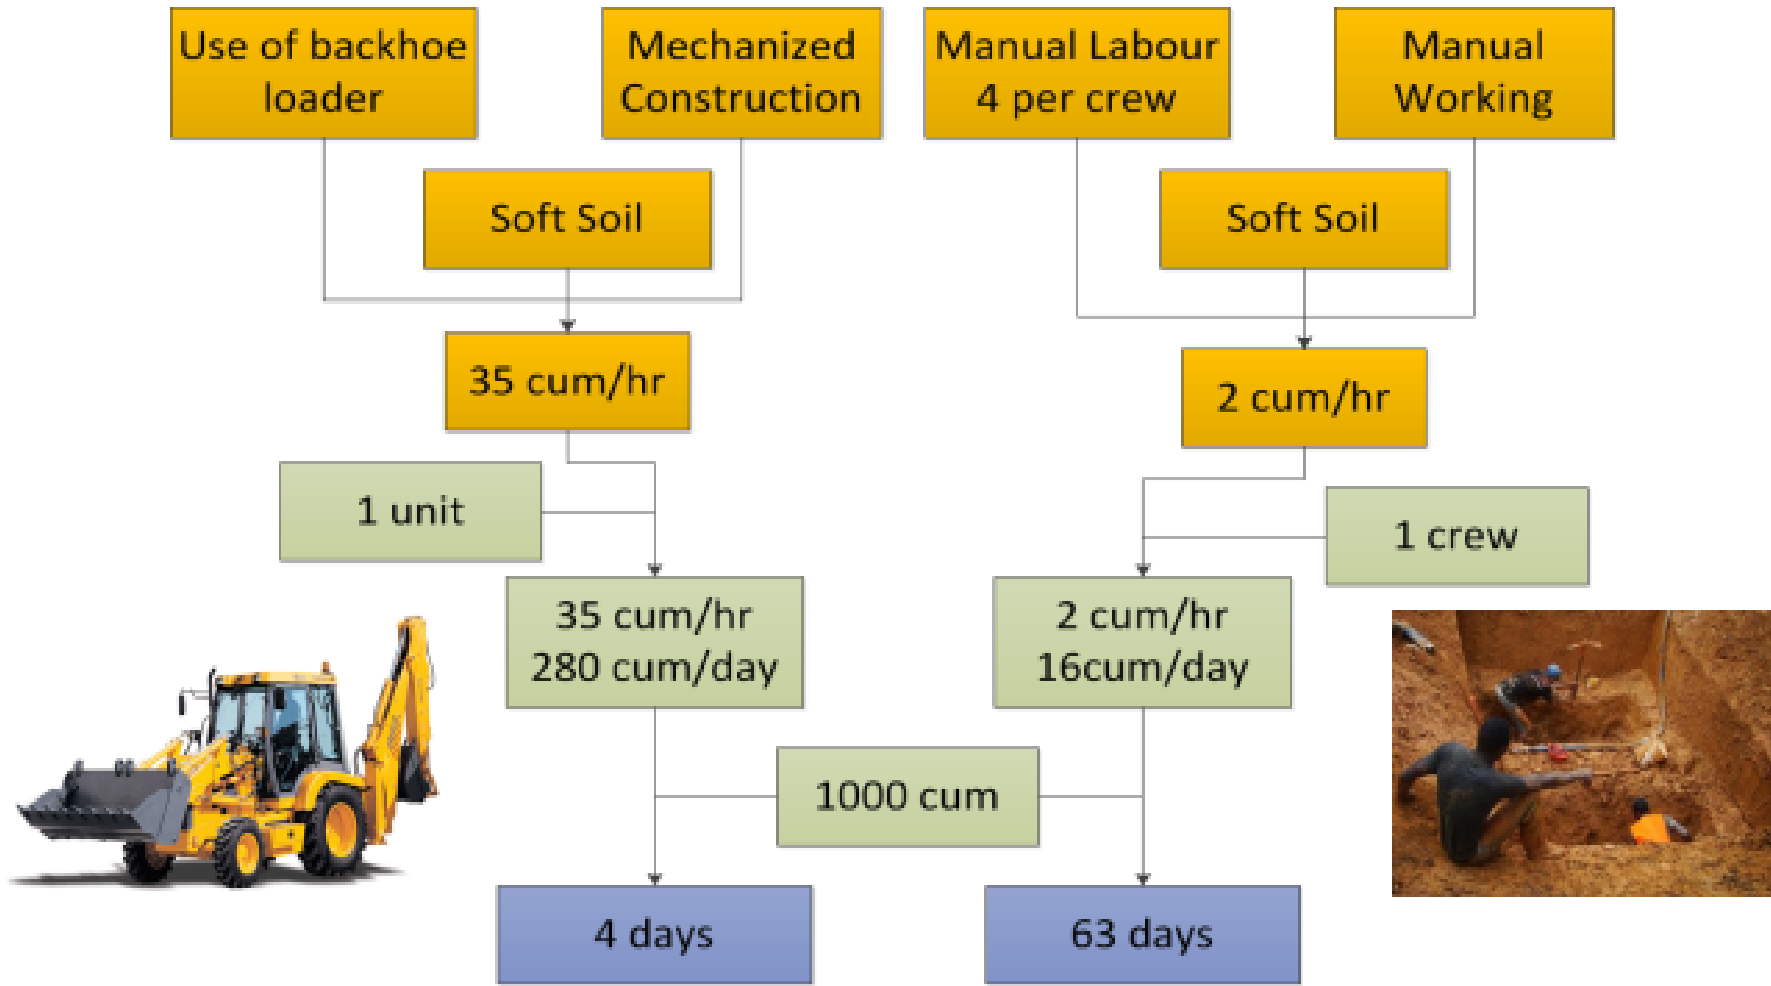 Use of backhoe
loader
Mechanized
Construction
Manual Labour
4 per crew
Manual
Working
Soft Soil
Soft Soil
35 cum/hr
2 cum/hr
1 unit
1 crew
35 cum/hr
280 cum/day
2 cum/hr
16cum/day
1000 cum
4 days
63 days